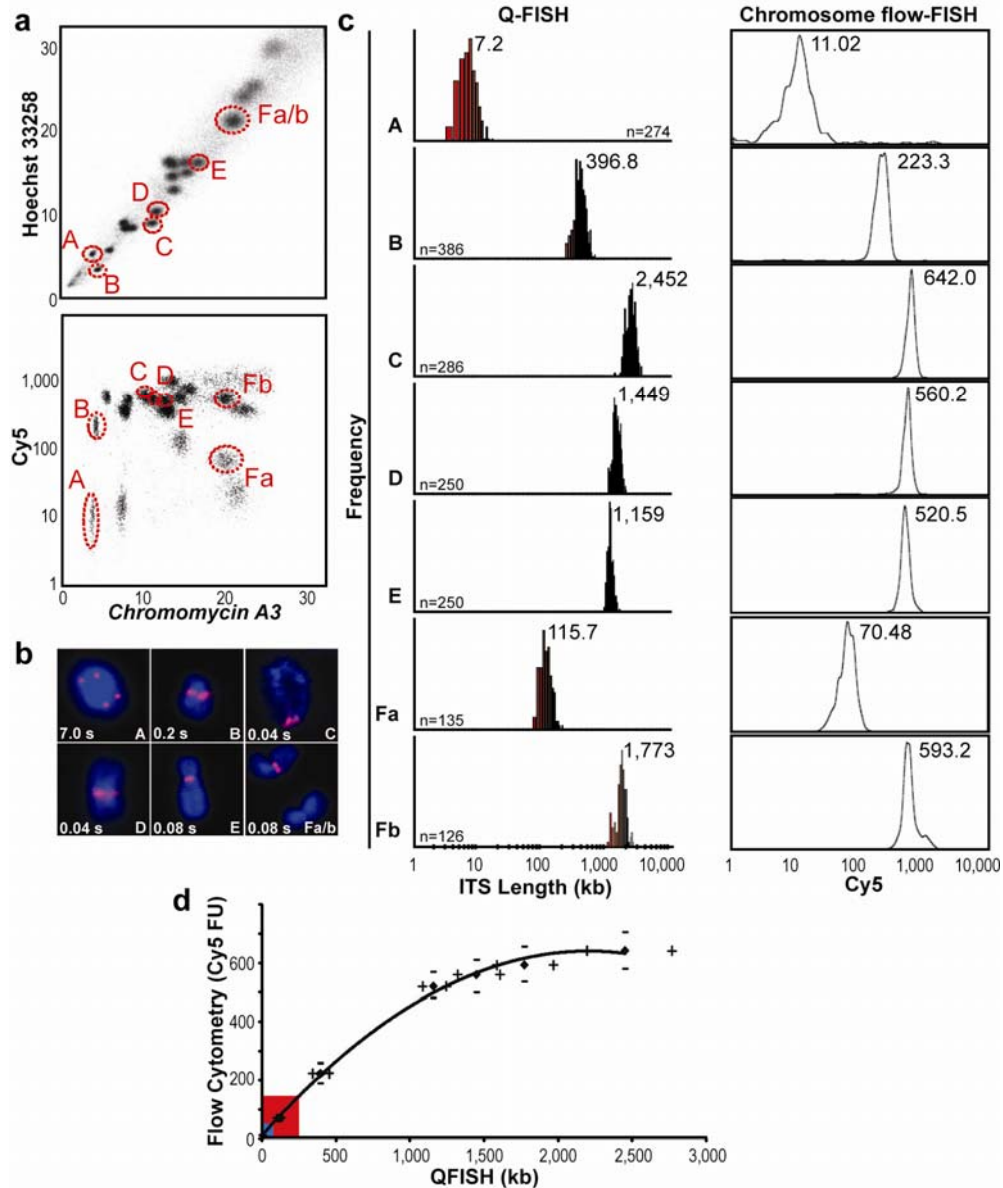 a
Hoechst 33258
30
20
10
0
A
B
C
D
E
Fa/b
Cy5
1,000
100
10
1
A
B
C
D
E
Fb
Fa
0 10 20 30
Chromomycin A3
b
7.0 s A
0.2 s B
0.04 s C
0.04 s D
0.08 s E
0.08 s Fa/b
c
Q-FISH Chromosome flow-FISH
Frequency
A 7.2 n=274 11.02
B 396.8 n=386 223.3
C 2,452 n=286 642.0
D 1,449 n=250 560.2
E 1,159 n=250 520.5
Fa 115.7 n=135 70.48
Fb 1,773 n=126 593.2
1 10 100 1,000 10,000
ITS Length (kb)
1 10 100 1,000 10,000
Cy5
d
Flow Cytometry (Cy5 FU)
600
400
200
0
0 500 1,000 1,500 2,000 2,500 3,000
QFISH (kb)